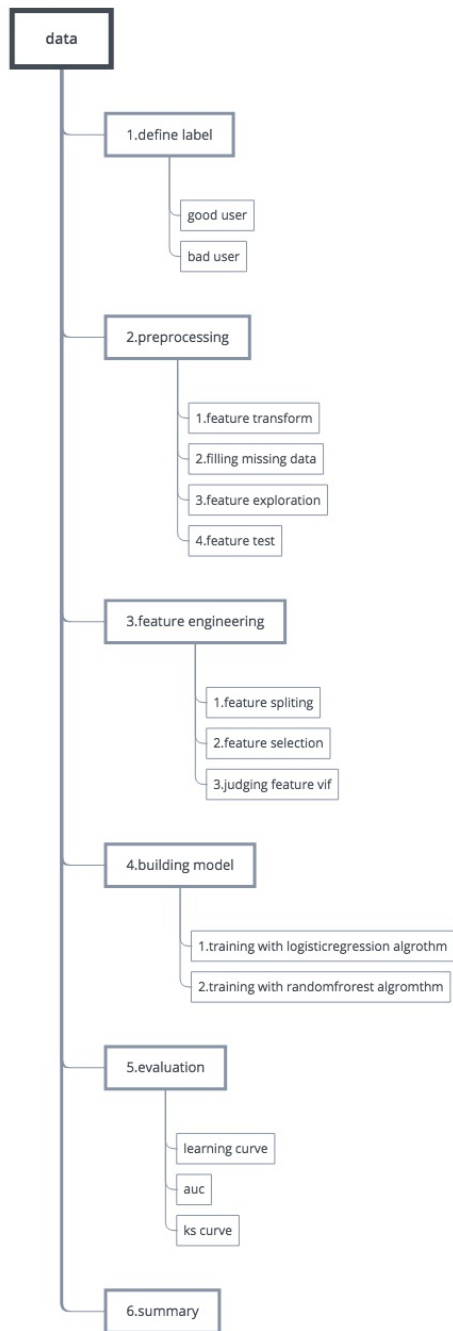 data
1.define label
good user
bad user
2.preprocessing
1.feature transform
2.filling missing data
3.feature exploration
4.feature test
3.feature engineering
1.feature spliting
2.feature selection
3.judging feature vif
4.building model
1.training with logisticregression algrothm
2.training with randomfrorest algromthm
5.evaluation
learning curve
auc
ks curve
6.summary